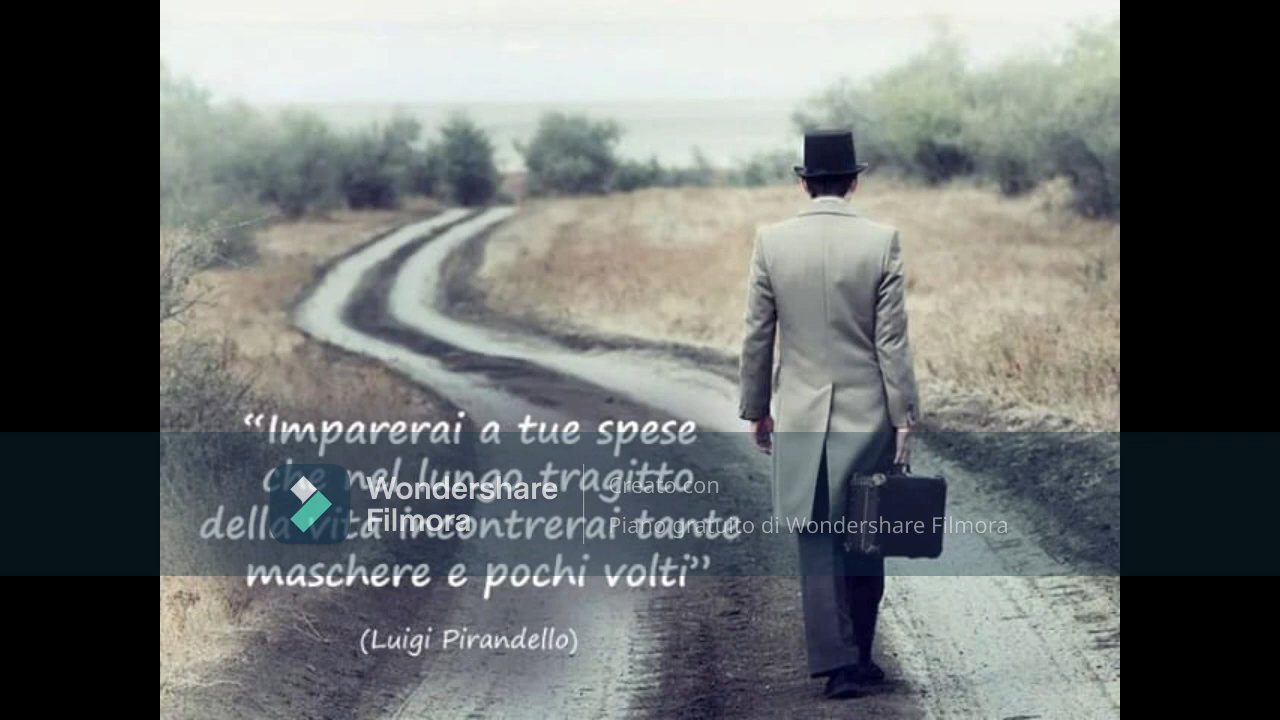 “Imparerai a tue spese
che nel lungo tragitto
della vita incontrerai tante
maschere e pochi volti”
(Luigi Pirandello)
Wondershare
Filmora
Creato con
Piano gratuito di Wondershare Filmora